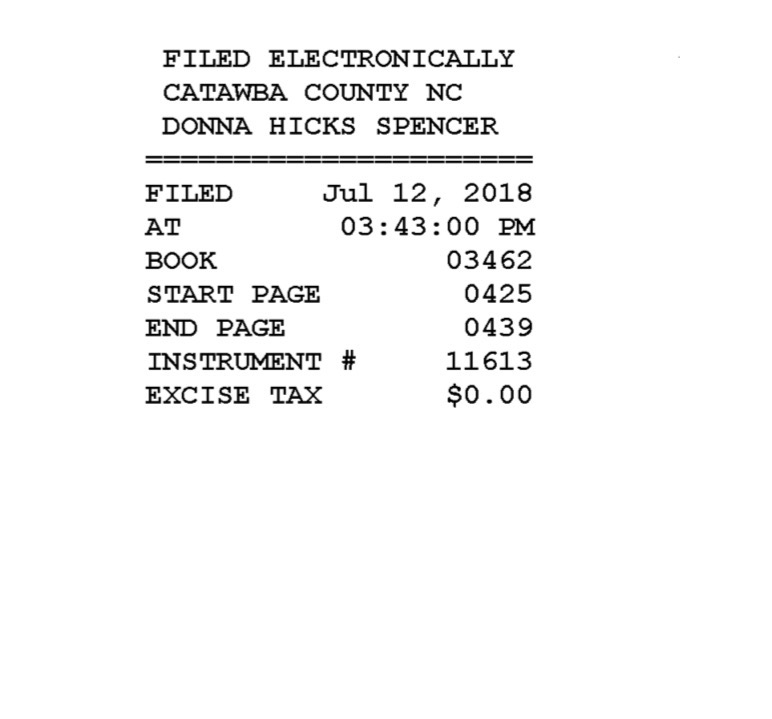 FILED ELECTRONICALLY
CATAWBA COUNTY NC
DONNA HICKS SPENCER
======================
FILED Jul 12, 2018
AT 03:43:00 PM
BOOK 03462
START PAGE 0425
END PAGE 0439
INSTRUMENT # 11613
EXCISE TAX $0.00